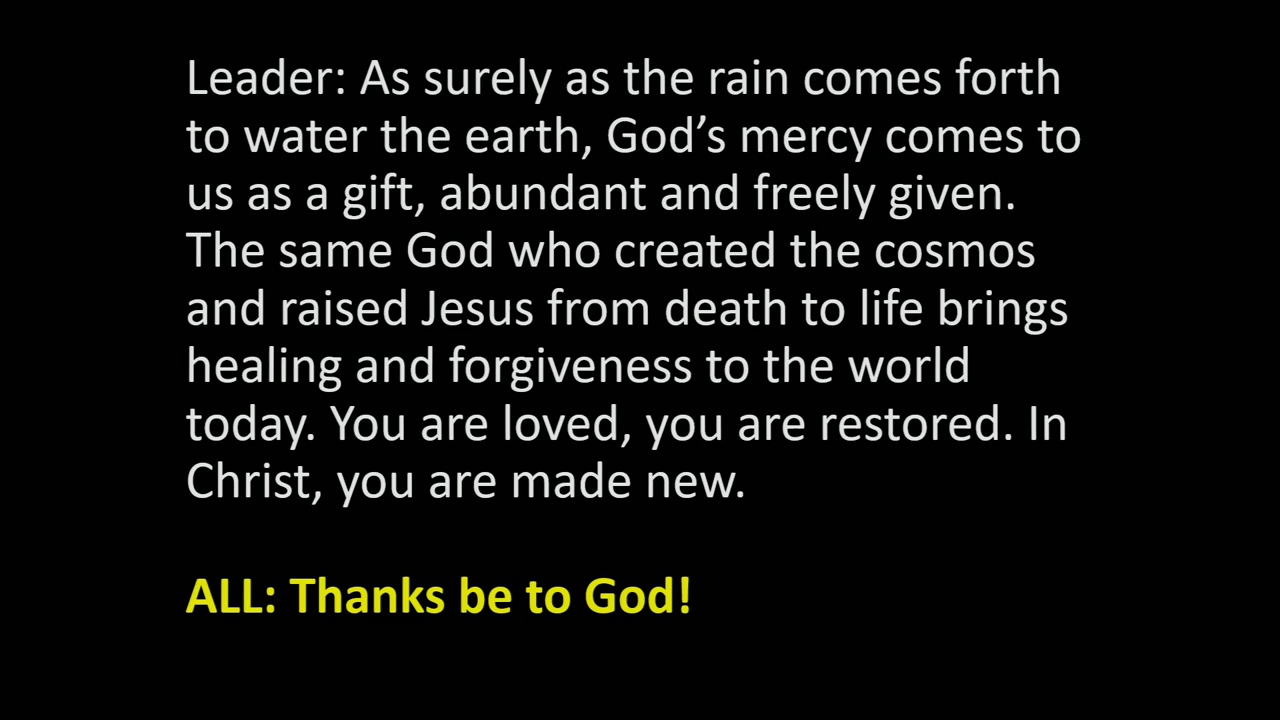 Leader: As surely as the rain comes forth
to water the earth, God’s mercy comes to
us as a gift, abundant and freely given.
The same God who created the cosmos
and raised Jesus from death to life brings
healing and forgiveness to the world
today. You are loved, you are restored. In
Christ, you are made new.
ALL: Thanks be to God!